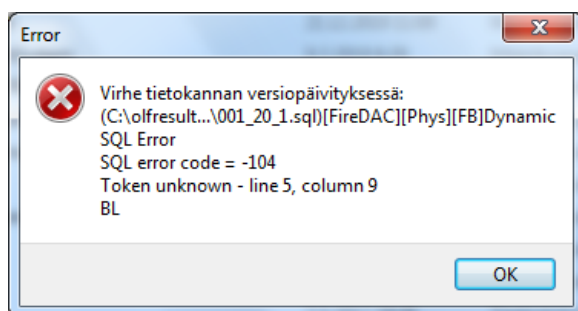 Error
Virhe tietokannan versiopäivityksessä:
(C:\olfresult...\001_20_1.sql)[FireDAC][Phys][FB]Dynamic
SQL Error
SQL error code = -104
Token unknown - line 5, column 9
BL
OK